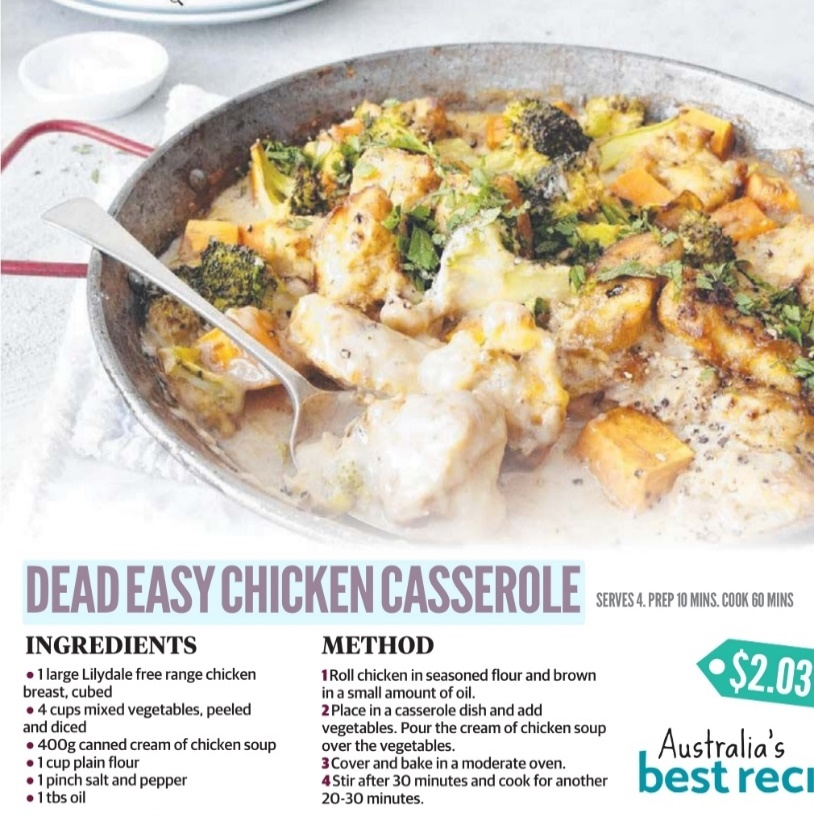 DEAD EASY CHICKEN CASSEROLE
SERVES 4. PREP 10 MINS. COOK 60 MINS
INGREDIENTS
• 1 large Lilydale free range chicken
breast, cubed
• 4 cups mixed vegetables, peeled
and diced
• 400g canned cream of chicken soup
• 1 cup plain flour
• 1 pinch salt and pepper
• 1 tbs oil
METHOD
1 Roll chicken in seasoned flour and brown
in a small amount of oil.
2 Place in a casserole dish and add
vegetables. Pour the cream of chicken soup
over the vegetables.
3 Cover and bake in a moderate oven.
4 Stir after 30 minutes and cook for another
20-30 minutes.
$2.03
Australia's
best